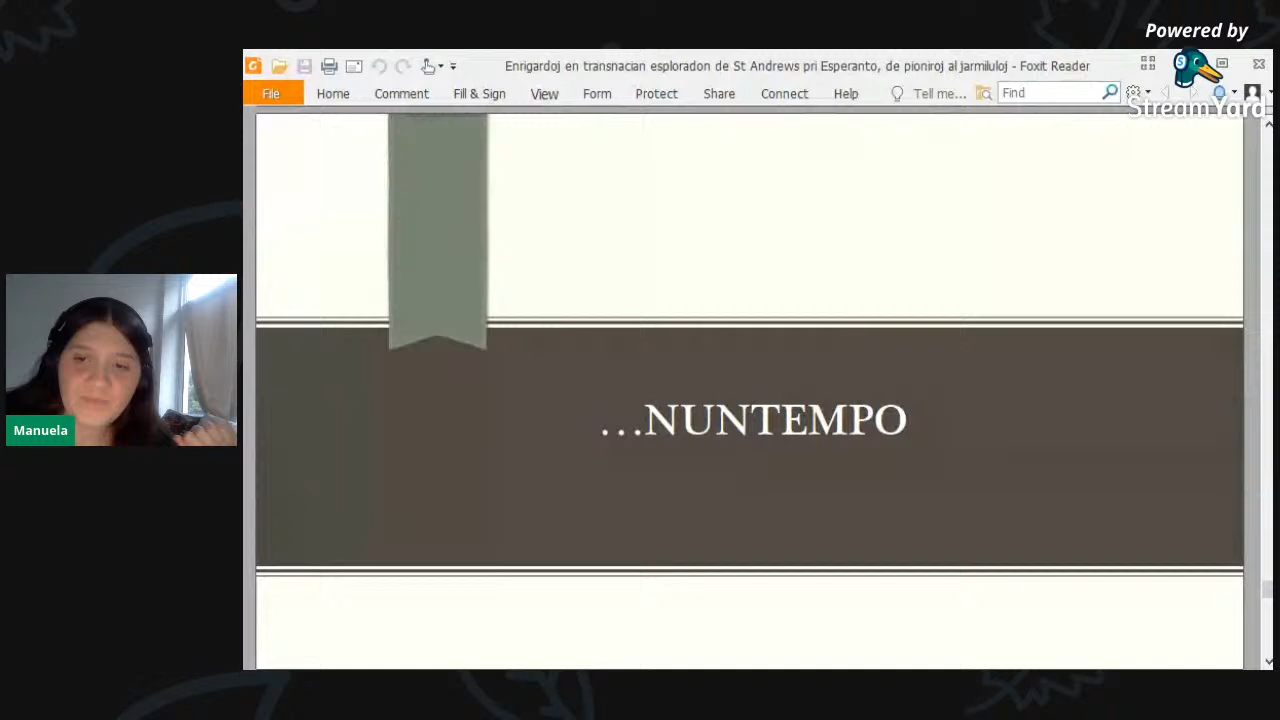 Powered by
StreamYard
Enrigardoj en transnacian esploradon de St Andrews pri Esperanto, de pioniroj al jarmiluloj - Foxit Reader
File Home Comment Fill & Sign View Form Protect Share Connect Help Tell me... Find
...NUNTEMPO
Manuela